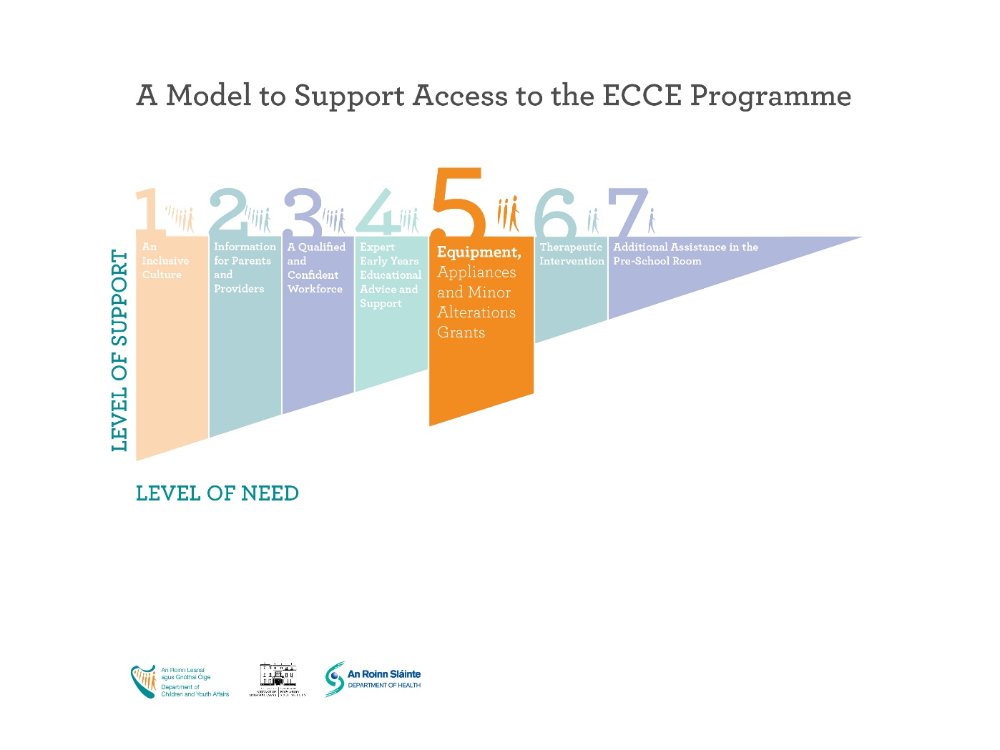 A Model to Support Access to the ECCE Programme
1
An
Inclusive
Culture
2
Information
for Parents
and
Providers
3
A Qualified
and
Confident
Workforce
4
Expert
Early Years
Educational
Advice and
Support
5
Equipment,
Appliances
and Minor
Alterations
Grants
6
Therapeutic
Intervention
7
Additional Assistance in the
Pre-School Room
LEVEL OF SUPPORT
LEVEL OF NEED
An Roinn Leanaí
agus Gnóthaí Óige
Department of
Children and Youth Affairs
An Roinn Sláinte
DEPARTMENT OF HEALTH